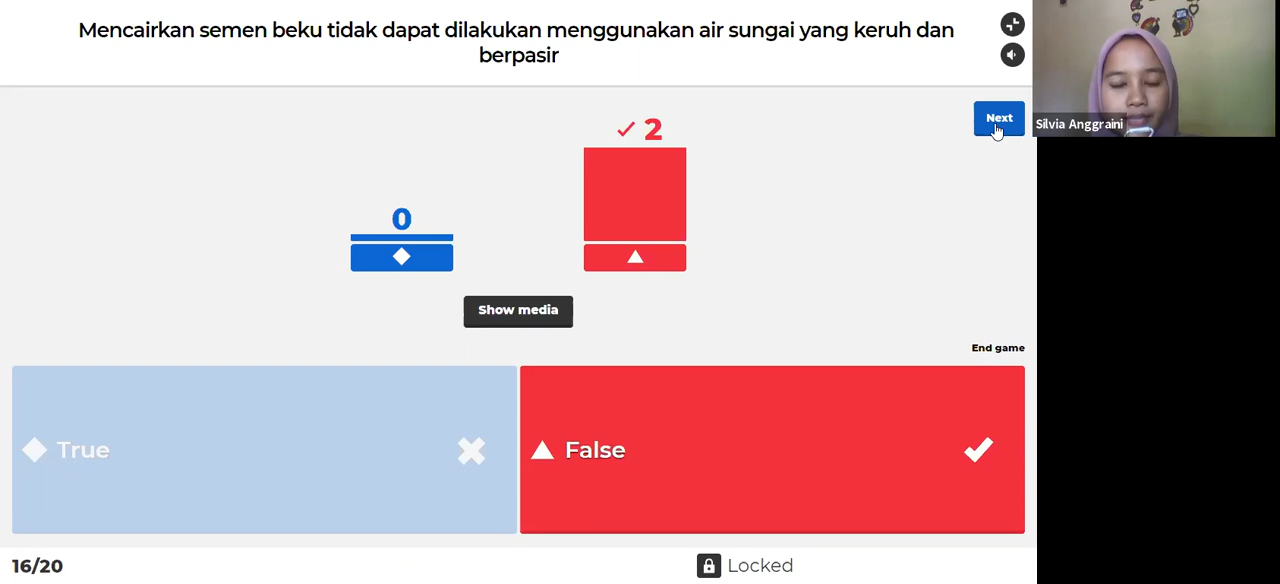 Mencairkan semen beku tidak dapat dilakukan menggunakan air sungai yang keruh dan
berpasir
Next
Silvia Anggraini
2
0
Show media
End game
True
False
16/20
Locked